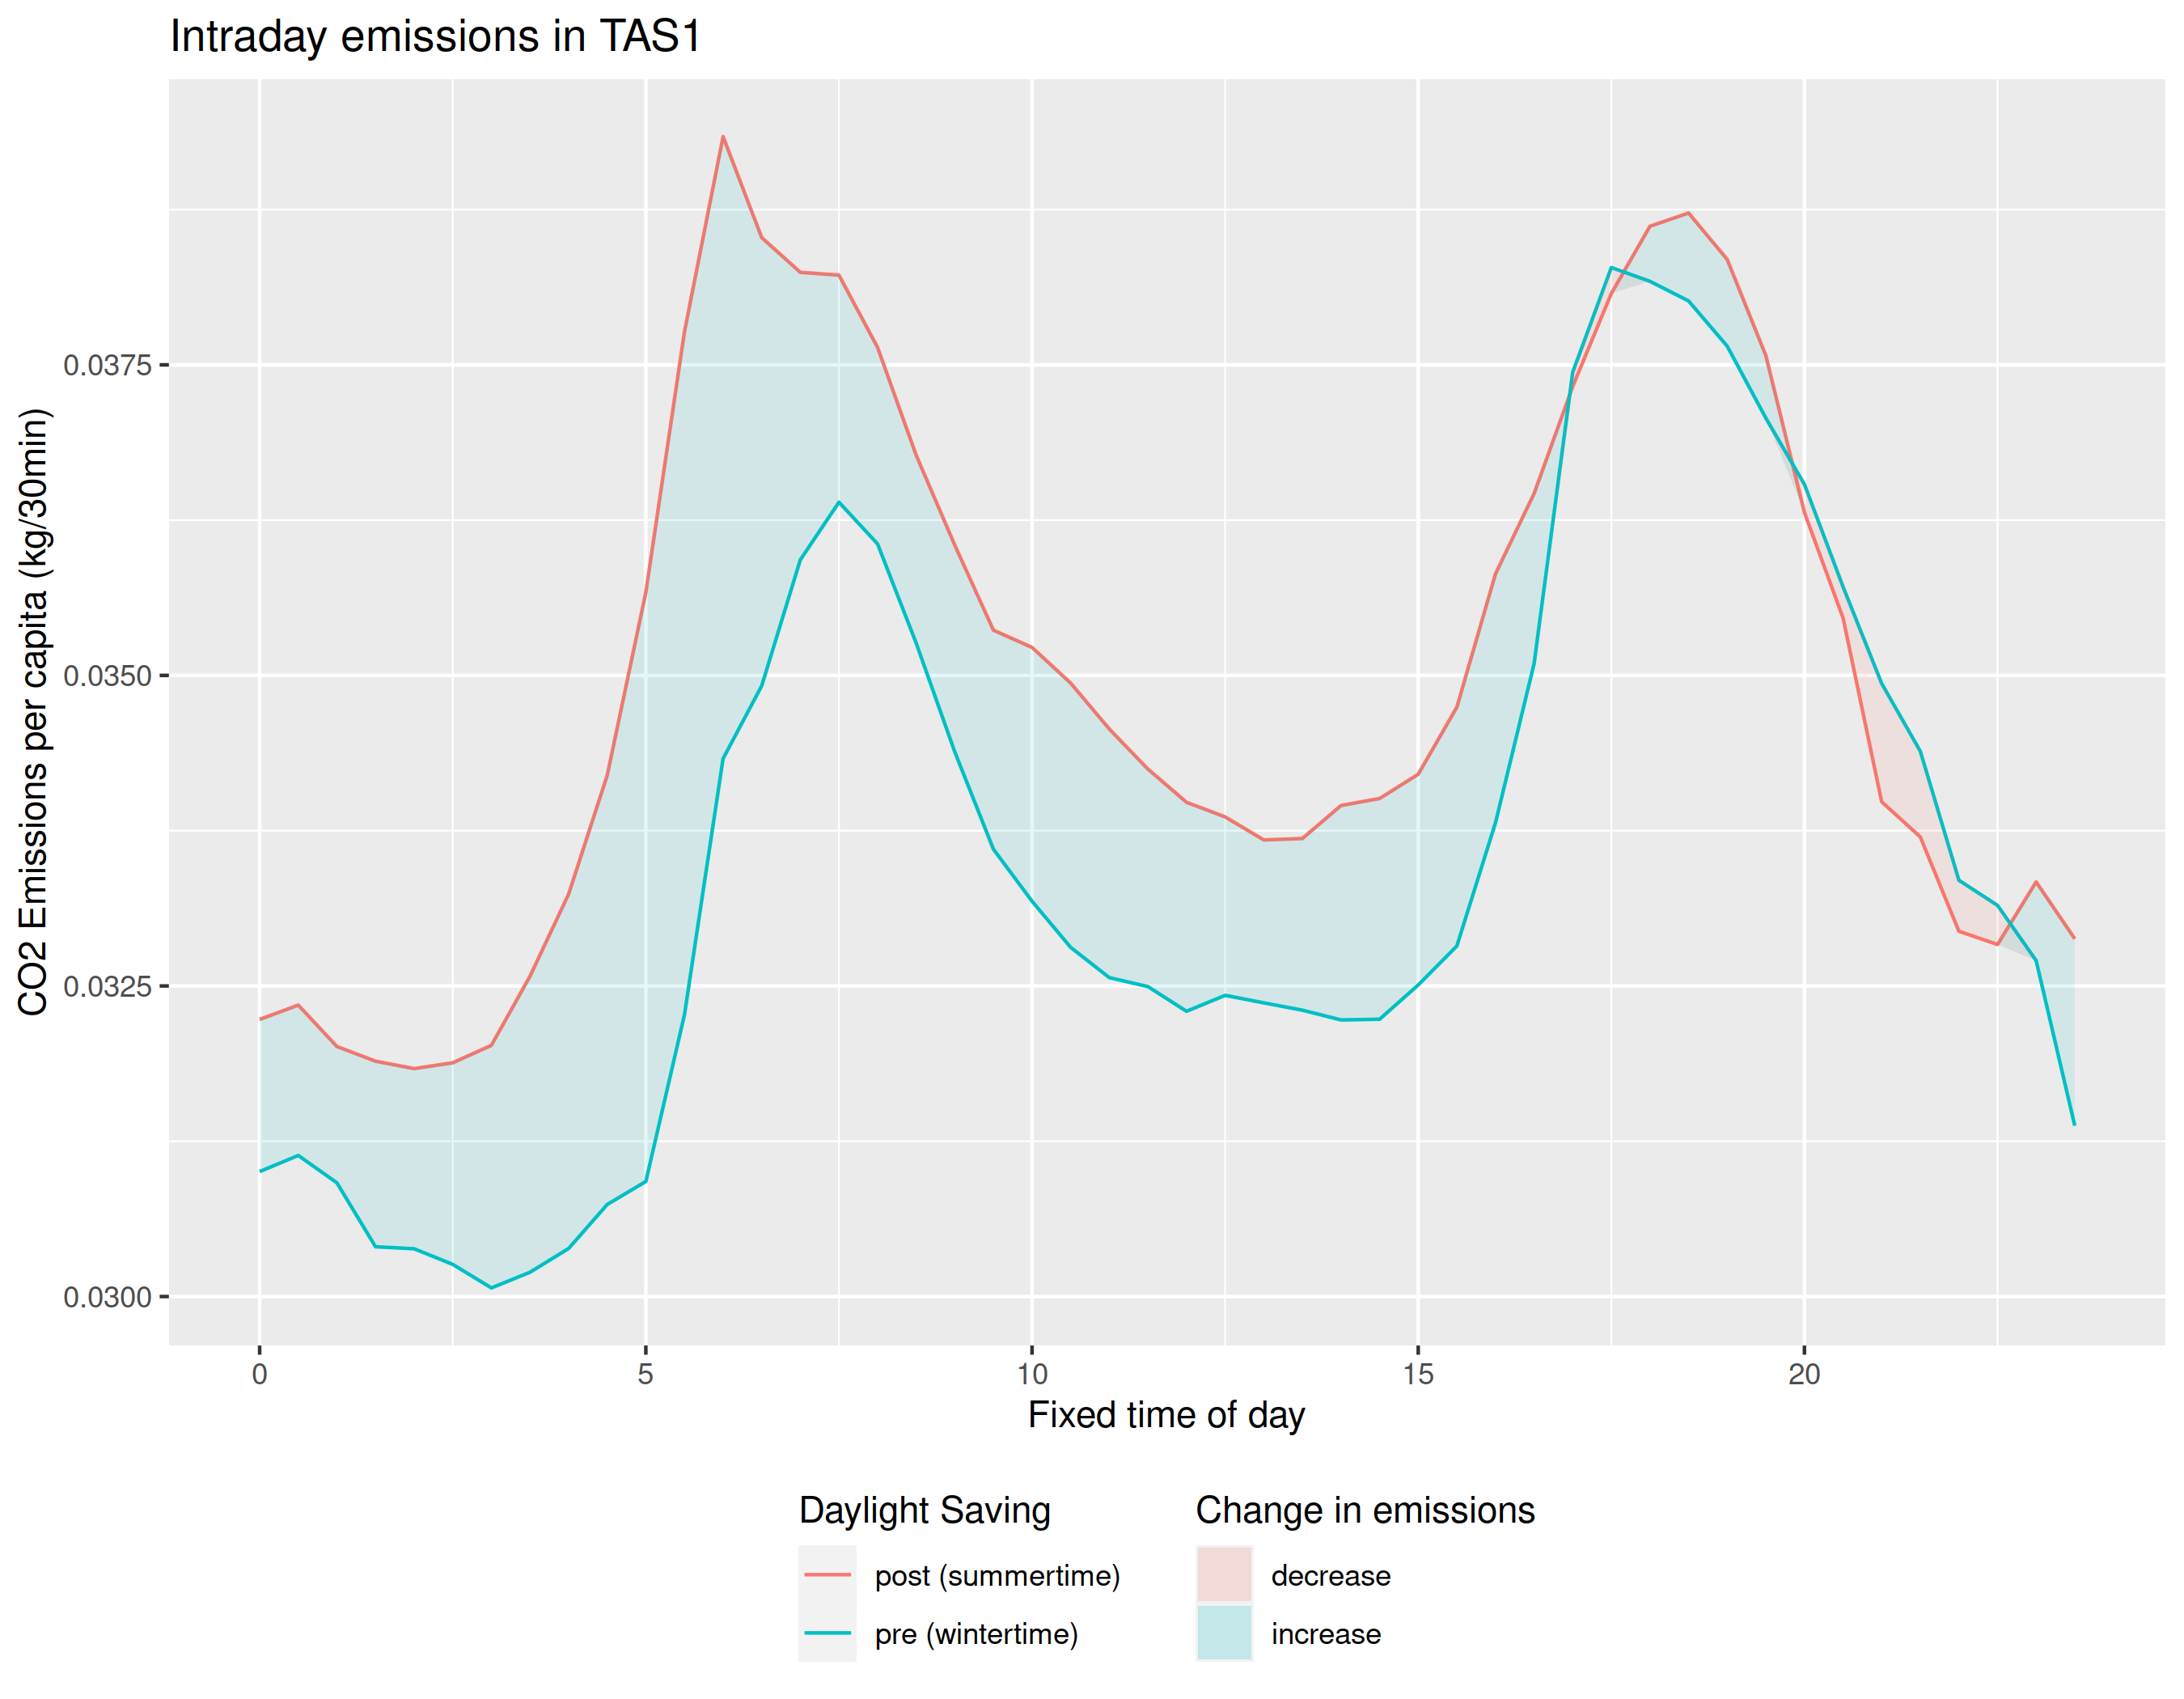 Intraday emissions in TAS1
CO2 Emissions per capita (kg/30min)
0.0375
0.0350
0.0325
0.0300
0 5 10 15 20
Fixed time of day
Daylight Saving
post (summertime)
pre (wintertime)
Change in emissions
decrease
increase